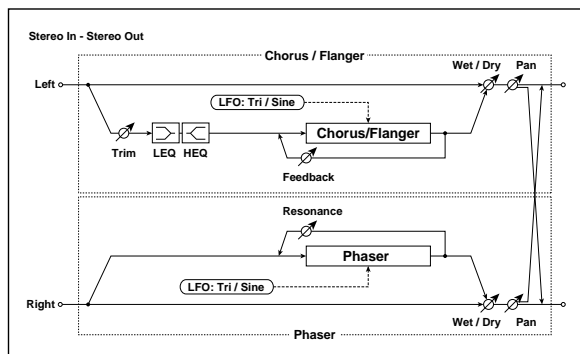 Stereo In - Stereo Out
Chorus / Flanger
Wet / Dry Pan
Left
LFO: Tri / Sine
Chorus/Flanger
Trim LEQ HEQ
Feedback
Resonance
Phaser
LFO: Tri / Sine
Right
Wet / Dry Pan
Phaser